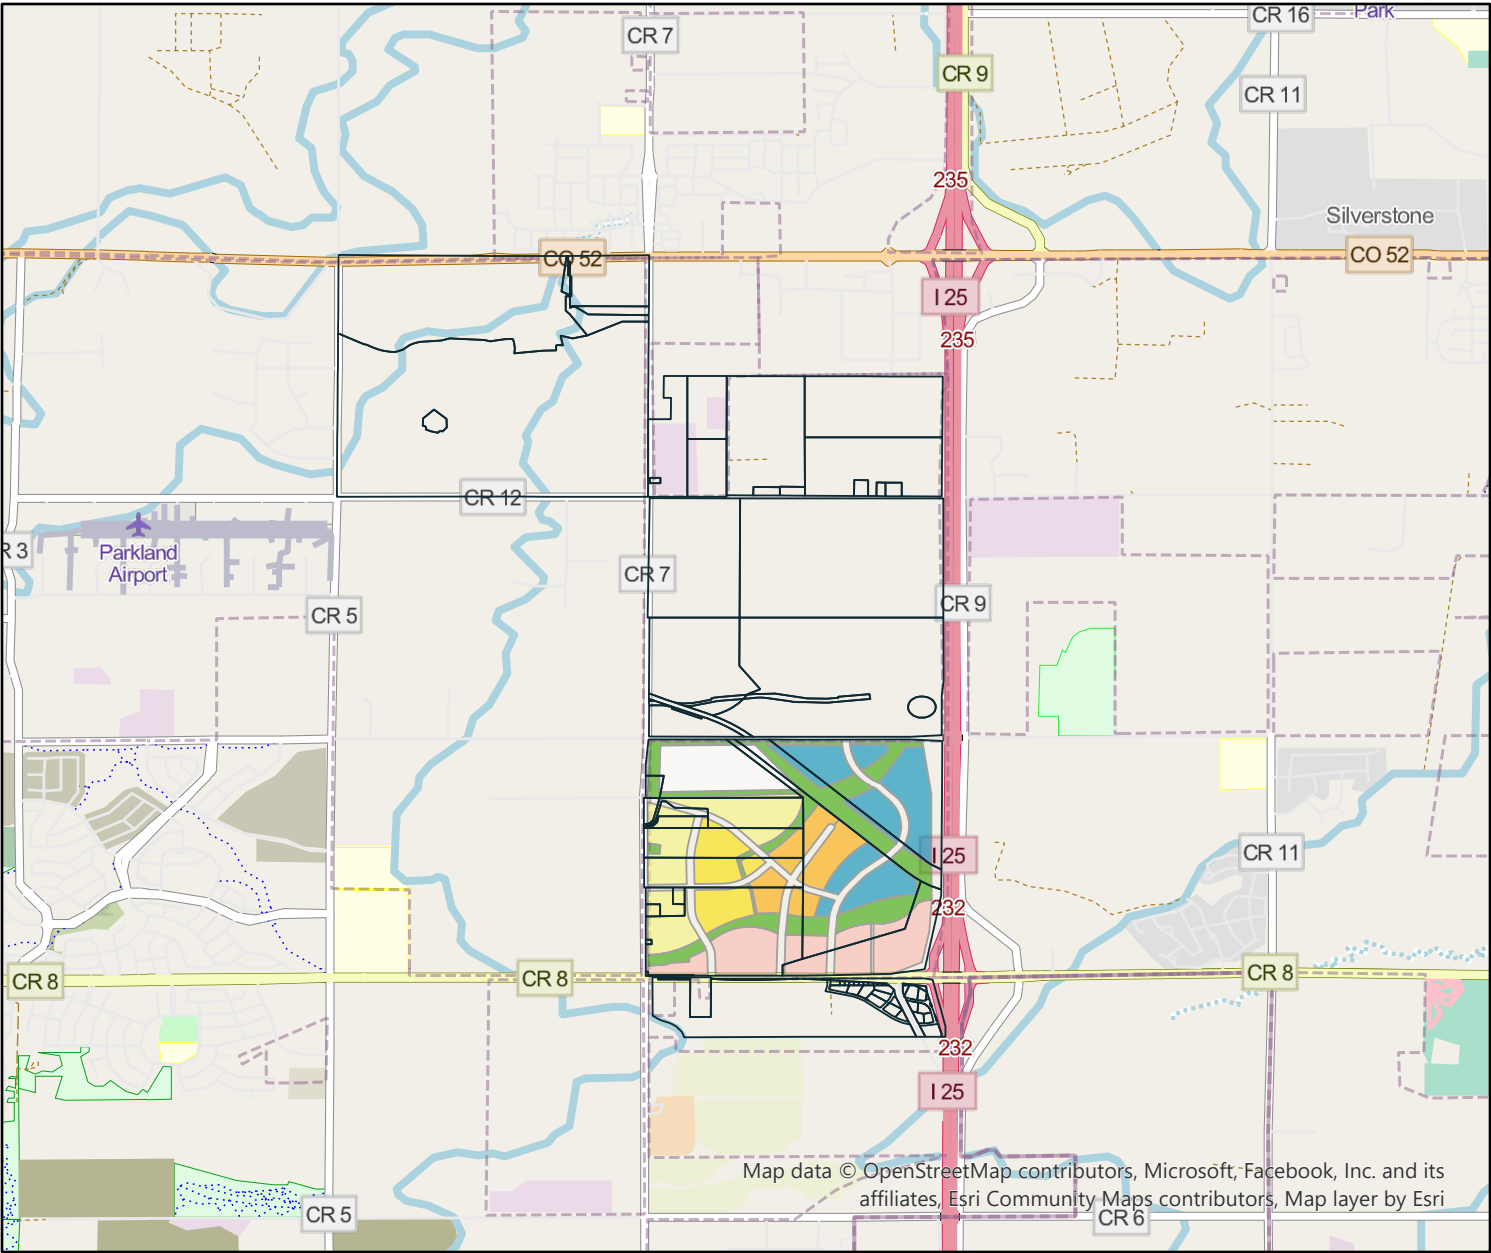 CR 16
Park
CR 7
CR 9
CR 11
235
Silverstone
CO 52
CO 52
I 25
235
CR 12
R 3
Parkland
Airport
CR 7
CR 9
CR 5
I 25
CR 11
232
CR 8
CR 8
CR 8
232
I 25
Map data © OpenStreetMap contributors, Microsoft, Facebook, Inc. and its
affiliates, Esri Community Maps contributors, Map layer by Esri
CR 5
CR 6